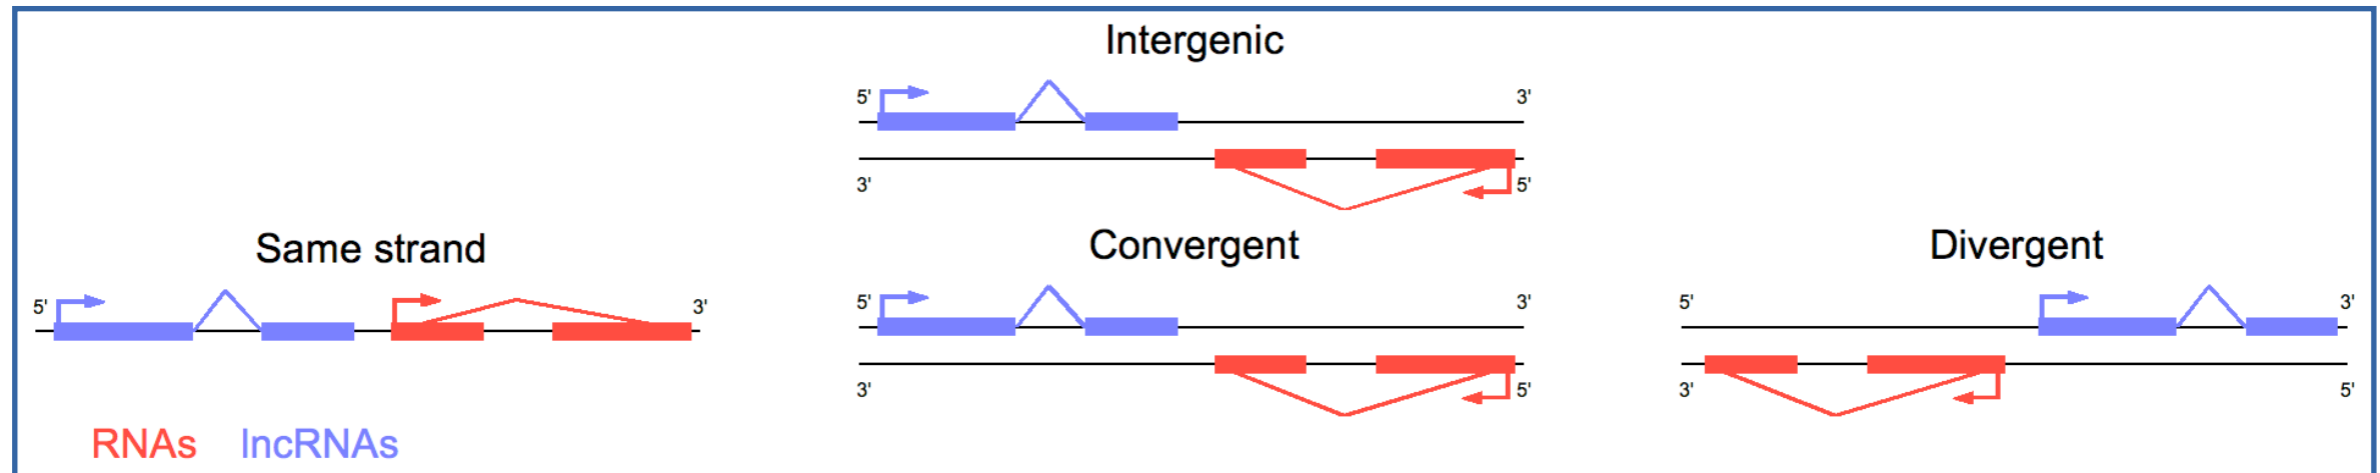 Intergenic
5' 3'
3' 5'
Same strand
5' 3'
Convergent
5' 3'
3' 5'
Divergent
5' 3'
3' 5'
RNAs lncRNAs